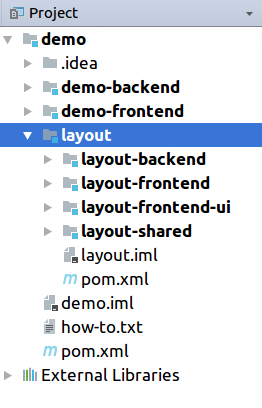 Project
demo
.idea
demo-backend
demo-frontend
layout
layout-backend
layout-frontend
layout-frontend-ui
layout-shared
layout.iml
pom.xml
demo.iml
how-to.txt
pom.xml
External Libraries